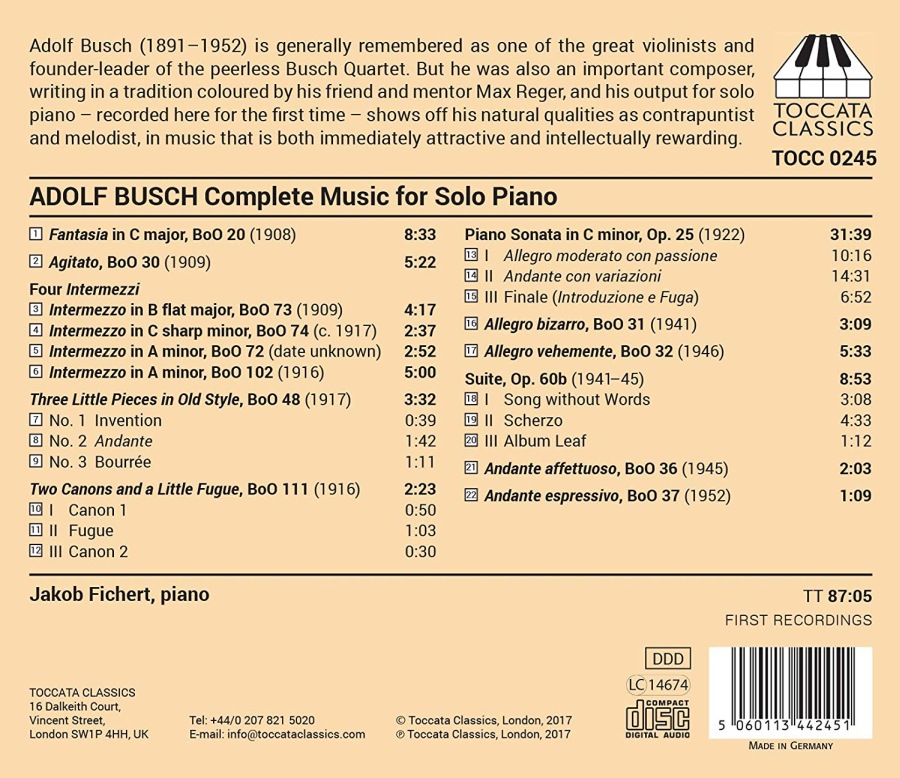 Adolf Busch (1891–1952) is generally remembered as one of the great violinists and
founder-leader of the peerless Busch Quartet. But he was also an important composer,
writing in a tradition coloured by his friend and mentor Max Reger, and his output for solo
piano – recorded here for the first time – shows off his natural qualities as contrapuntist
and melodist, in music that is both immediately attractive and intellectually rewarding.
TOCCATA
CLASSICS
TOCC 0245
ADOLF BUSCH Complete Music for Solo Piano
1 Fantasia in C major, BoO 20 (1908) 8:33
2 Agitato, BoO 30 (1909) 5:22
Four Intermezzi
3 Intermezzo in B flat major, BoO 73 (1909) 4:17
4 Intermezzo in C sharp minor, BoO 74 (c. 1917) 2:37
5 Intermezzo in A minor, BoO 72 (date unknown) 2:52
6 Intermezzo in A minor, BoO 102 (1916) 5:00
Three Little Pieces in Old Style, BoO 48 (1917) 3:32
7 No. 1 Invention 0:39
8 No. 2 Andante 1:42
9 No. 3 Bourrée 1:11
Two Canons and a Little Fugue, BoO 111 (1916) 2:23
10 I Canon 1 0:50
11 II Fugue 1:03
12 III Canon 2 0:30
Piano Sonata in C minor, Op. 25 (1922) 31:39
13 I Allegro moderato con passione 10:16
14 II Andante con variazioni 14:31
15 III Finale (Introduzione e Fuga) 6:52
16 Allegro bizarro, BoO 31 (1941) 3:09
17 Allegro vehemente, BoO 32 (1946) 5:33
Suite, Op. 60b (1941–45) 8:53
18 I Song without Words 3:08
19 II Scherzo 4:33
20 III Album Leaf 1:12
21 Andante affettuoso, BoO 36 (1945) 2:03
22 Andante espressivo, BoO 37 (1952) 1:09
Jakob Fichert, piano
TT 87:05
FIRST RECORDINGS
TOCCATA CLASSICS
16 Dalkeith Court,
Vincent Street,
London SW1P 4HH, UK
Tel: +44/0 207 821 5020
E-mail: info@toccataclassics.com
© Toccata Classics, London, 2017
℗ Toccata Classics, London, 2017
DDD
LC 14674
COMPACT
disc
DIGITAL AUDIO
5 060113 442451
MADE IN GERMANY